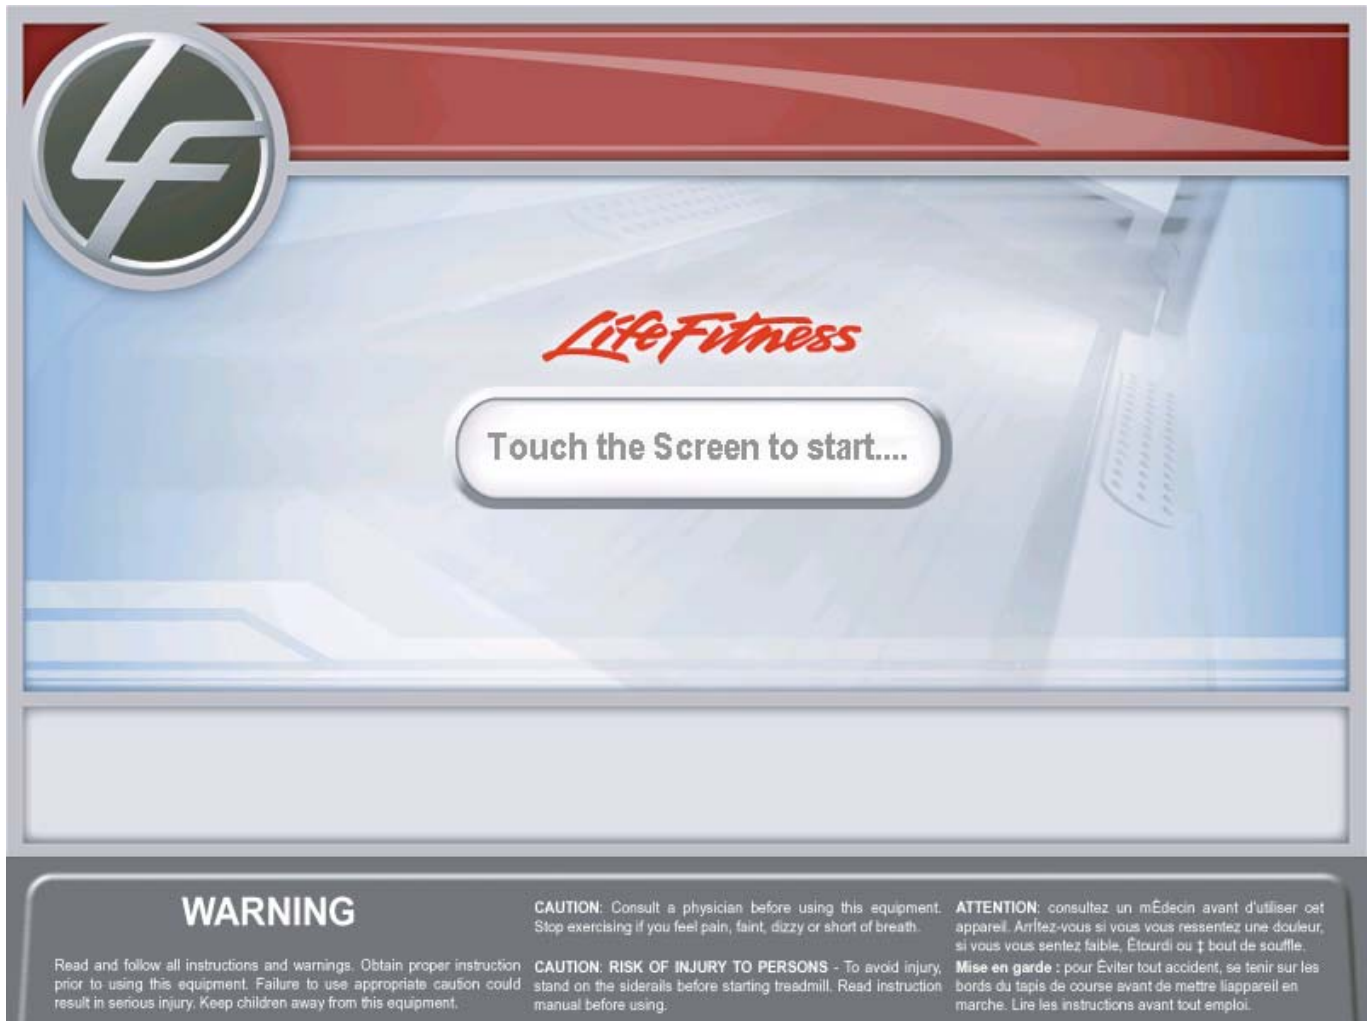 LF
LifeFitness
Touch the Screen to start....
WARNING
Read and follow all instructions and warnings. Obtain proper instruction
prior to using this equipment. Failure to use appropriate caution could
result in serious injury. Keep children away from this equipment.
CAUTION: Consult a physician before using this equipment.
Stop exercising if you feel pain, faint, dizzy or short of breath.
CAUTION: RISK OF INJURY TO PERSONS - To avoid injury,
stand on the siderails before starting treadmill. Read instruction
manual before using.
ATTENTION: consultez un mÉdecin avant d'utiliser cet
appareil. ArrÍtez-vous si vous vous ressentez une douleur,
si vous vous sentez faible, Étourdi ou ‡ bout de souffle.
Mise en garde : pour Èviter tout accident, se tenir sur les
bords du tapis de course avant de mettre liappareil en
marche. Lire les instructions avant tout emploi.